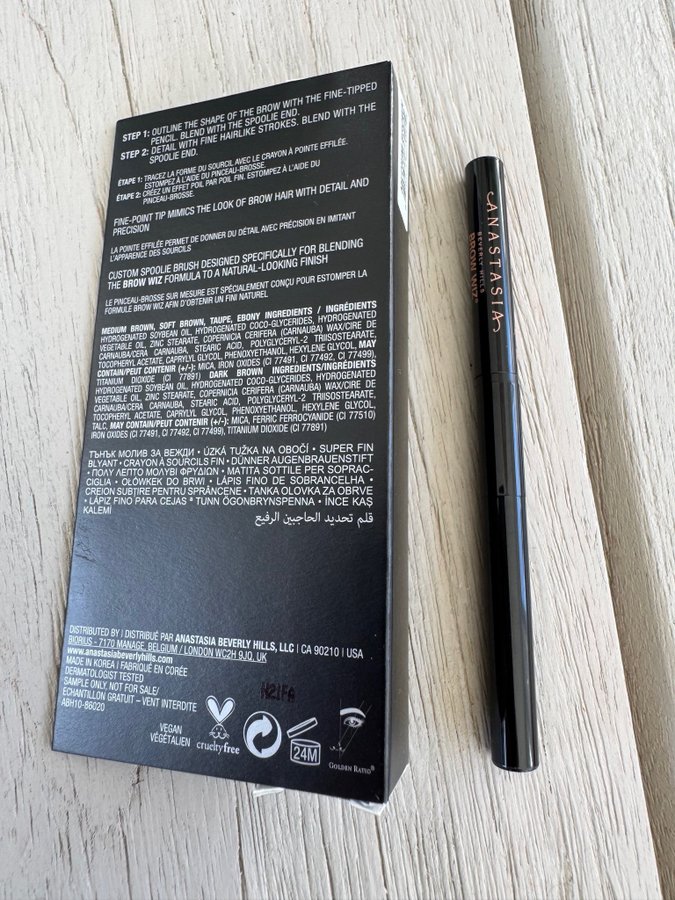 STEP 1: OUTLINE THE SHAPE OF THE BROW WITH THE FINE-TIPPED
PENCIL. BLEND WITH THE SPOOLIE END.
STEP 2: DETAIL WITH FINE HAIRLIKE STROKES. BLEND WITH THE
SPOOLIE END.
ÉTAPE 1: TRACEZ LA FORME DU SOURCIL AVEC LE CRAYON À POINTE EFFILÉE.
ESTOMPEZ À L'AIDE DU PINCEAU-BROSSE.
ÉTAPE 2: CRÉEZ UN EFFET POIL PAR POIL FIN. ESTOMPEZ À L'AIDE DU
PINCEAU-BROSSE.
FINE-POINT TIP MIMICS THE LOOK OF BROW HAIR WITH DETAIL AND
PRECISION
LA POINTE EFFILÉE PERMET DE DONNER DU DÉTAIL AVEC PRÉCISION EN IMITANT
L'APPARENCE DES SOURCILS
CUSTOM SPOOLIE BRUSH DESIGNED SPECIFICALLY FOR BLENDING
THE BROW WIZ FORMULA TO A NATURAL-LOOKING FINISH
LE PINCEAU-BROSSE SUR MESURE EST SPÉCIALEMENT CONÇU POUR ESTOMPER LA
FORMULE BROW WIZ AFIN D'OBTENIR UN FINI NATUREL
MEDIUM BROWN, SOFT BROWN, TAUPE, EBONY INGREDIENTS / INGRÉDIENTS
HYDROGENATED SOYBEAN OIL, HYDROGENATED COCO-GLYCERIDES, HYDROGENATED
VEGETABLE OIL, ZINC STEARATE, COPERNICIA CERIFERA (CARNAUBA) WAX/CIRE DE
CARNAUBA/CERA CARNAUBA, STEARIC ACID, POLYGLYCERYL-2 TRIISOSTEARATE,
TOCOPHERYL ACETATE, CAPRYLYL GLYCOL, PHENOXYETHANOL, HEXYLENE GLYCOL. MAY
CONTAIN/PEUT CONTENIR (+/-): MICA, IRON OXIDES (CI 77491, CI 77492, CI 77499),
TITANIUM DIOXIDE (CI 77891) DARK BROWN INGREDIENTS/INGRÉDIENTS
HYDROGENATED SOYBEAN OIL, HYDROGENATED COCO-GLYCERIDES, HYDROGENATED
VEGETABLE OIL, ZINC STEARATE, COPERNICIA CERIFERA (CARNAUBA) WAX/CIRE DE
CARNAUBA/CERA CARNAUBA, STEARIC ACID, POLYGLYCERYL-2 TRIISOSTEARATE,
TOCOPHERYL ACETATE, CAPRYLYL GLYCOL, PHENOXYETHANOL, HEXYLENE GLYCOL,
TALC, MAY CONTAIN/PEUT CONTENIR (+/-): MICA, FERRIC FERROCYANIDE (CI 77510)
IRON OXIDES (CI 77491, CI 77492, CI 77499), TITANIUM DIOXIDE (CI 77891)
ТЪНЪК МОЛИВ ЗА ВЕЖДИ • ÚZKÁ TUŽKA NA OBOČÍ • SUPER FIN
BLYANT • CRAYON À SOURCILS FIN • DÜNNER AUGENBRAUENSTIFT
• ΠΟΛΥ ΛΕΠΤΟ ΜΟΛΥΒΙ ΦΡΥΔΙΩΝ • MATITA SOTTILE PER SOPRAC-
CIGLIA • OŁÓWEK DO BRWI • LÁPIS FINO DE SOBRANCELHA •
CREION SUBȚIRE PENTRU SPRÂNCENE • TANKA OLOVKA ZA OBRVE
• LÁPIZ FINO PARA CEJAS • TUNN ÖGONBRYNSPENNA • İNCE KAŞ
KALEMİ
قلم تحديد الحاجبين الرفيع
DISTRIBUTED BY | DISTRIBUÉ PAR ANASTASIA BEVERLY HILLS, LLC | CA 90210 | USA
BIORIUS - 7170 MANAGE, BELGIUM / LONDON WC2H 9JQ, UK
www.anastasiabeverlyhills.com
MADE IN KOREA | FABRIQUÉ EN CORÉE
DERMATOLOGIST TESTED
SAMPLE ONLY, NOT FOR SALE/
ECHANTILLON GRATUIT - VENT INTERDITE
ABH10-86020
VEGAN
VÉGÉTALIEN
crueltyfree
24M
GOLDEN RATIO®
ANASTASIA
BEVERLY HILLS
BROW WIZ®